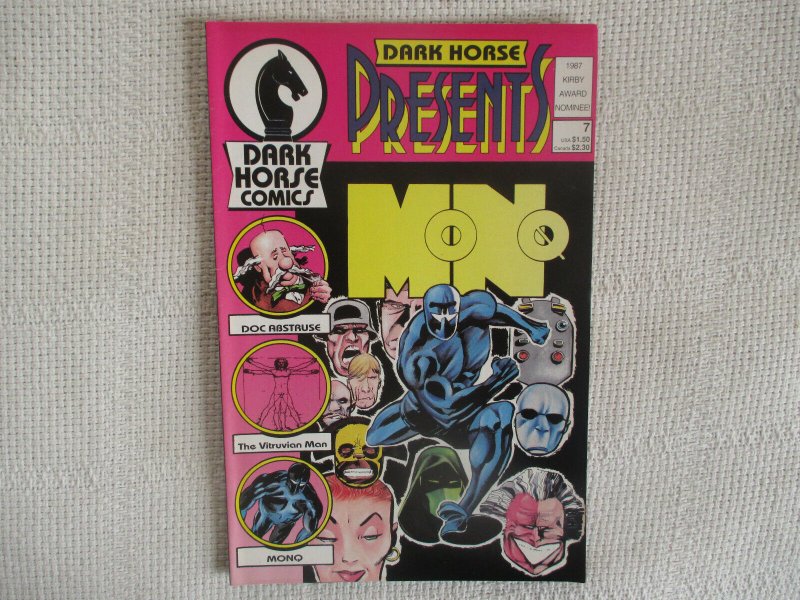 DARK HORSE
PRESENTS
1987
KIRBY
AWARD
NOMINEE!
7
USA $1.50
Canada $2.30
DARK
HORSE
COMICS
MONQ
DOC ABSTRUSE
The Vitruvian Man
MONQ